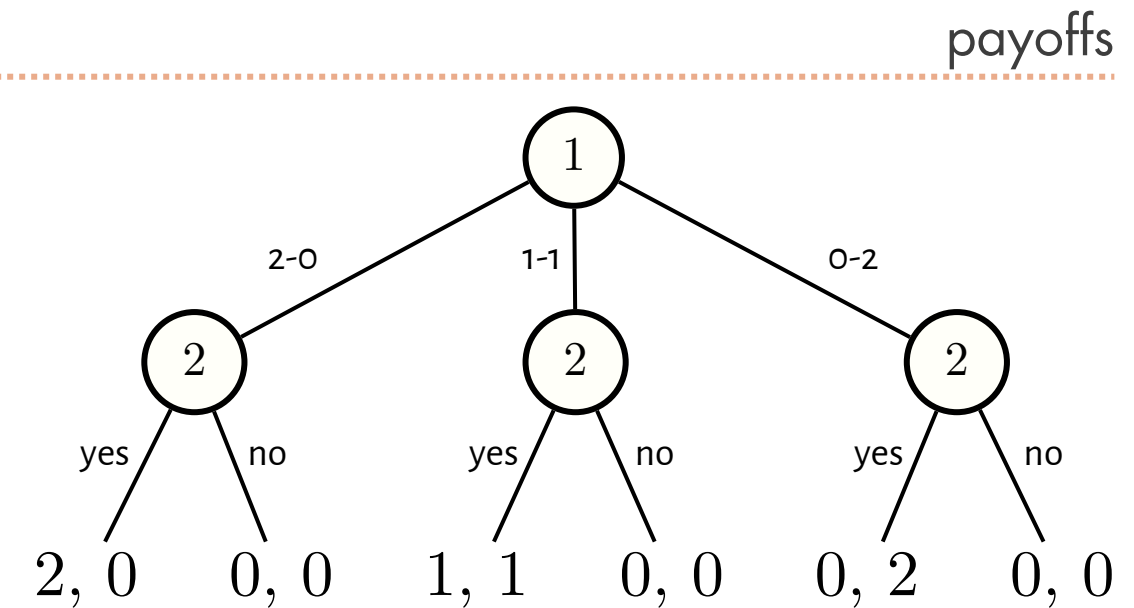 payoffs
1
2-0 1-1 0-2
2 2 2
yes no yes no yes no
2, 0 0, 0 1, 1 0, 0 0, 2 0, 0